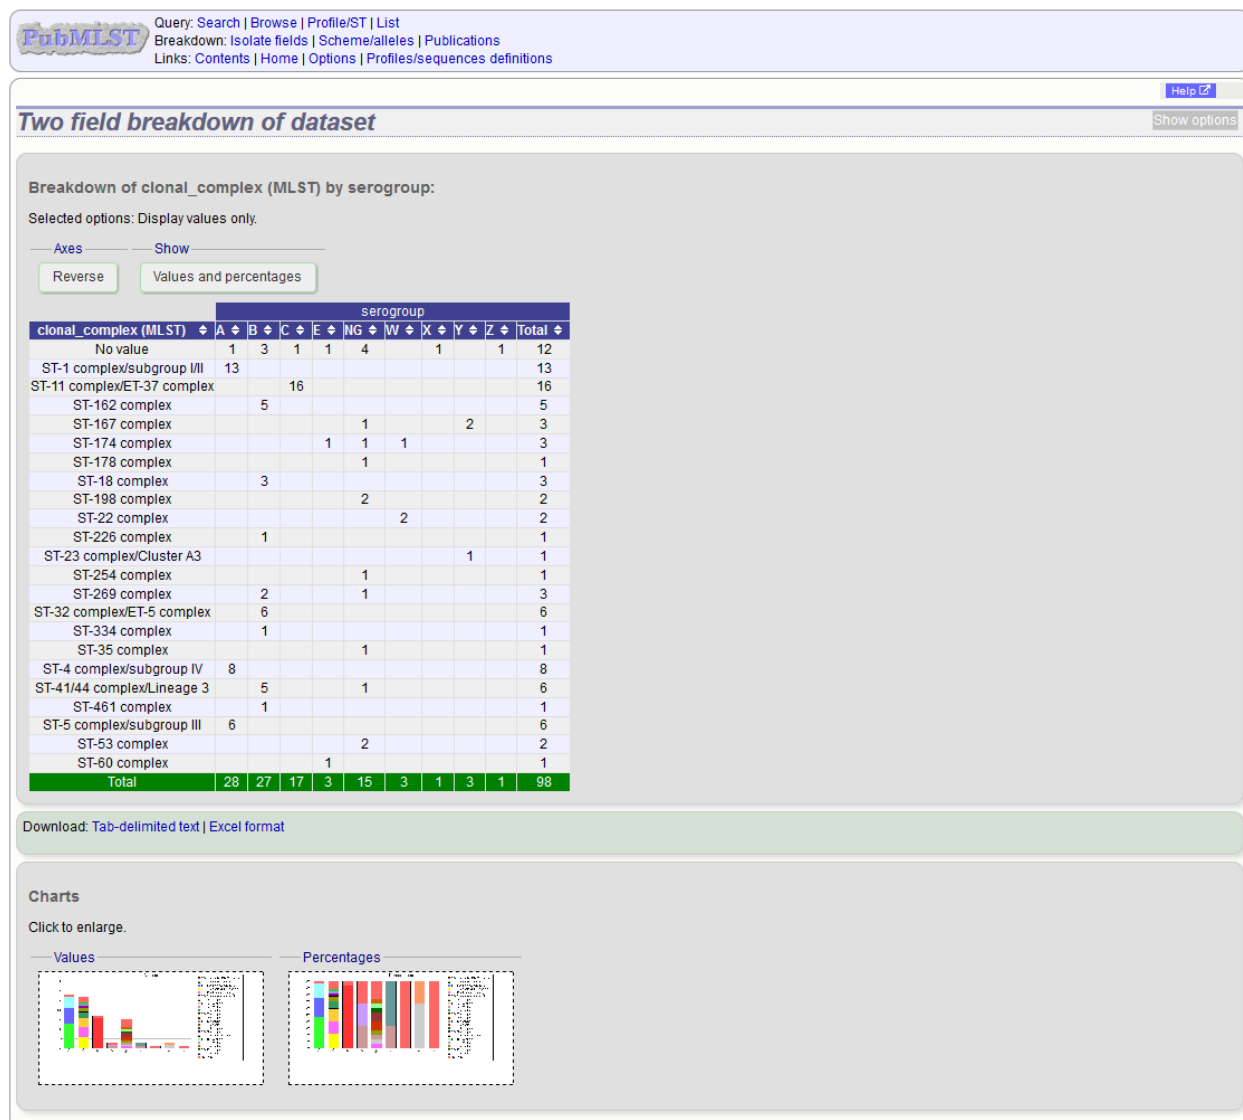 PubMLST
Query: Search | Browse | Profile/ST | List
Breakdown: Isolate fields | Scheme/alleles | Publications
Links: Contents | Home | Options | Profiles/sequences definitions
Help
Two field breakdown of dataset
Show options
Breakdown of clonal_complex (MLST) by serogroup:
Selected options: Display values only.
Axes Show
Reverse Values and percentages
serogroup
clonal_complex (MLST) A B C E NG W X Y Z Total
No value 1 3 1 1 4 1 1 12
ST-1 complex/subgroup I/II 13 13
ST-11 complex/ET-37 complex 16 16
ST-162 complex 5 5
ST-167 complex 1 2 3
ST-174 complex 1 1 1 3
ST-178 complex 1 1
ST-18 complex 3 3
ST-198 complex 2 2
ST-22 complex 2 2
ST-226 complex 1 1
ST-23 complex/Cluster A3 1 1
ST-254 complex 1 1
ST-269 complex 2 1 3
ST-32 complex/ET-5 complex 6 6
ST-334 complex 1 1
ST-35 complex 1 1
ST-4 complex/subgroup IV 8 8
ST-41/44 complex/Lineage 3 5 1 6
ST-461 complex 1 1
ST-5 complex/subgroup III 6 6
ST-53 complex 2 2
ST-60 complex 1 1
Total 28 27 17 3 15 3 1 3 1 98
Download: Tab-delimited text | Excel format
Charts
Click to enlarge.
Values Percentages